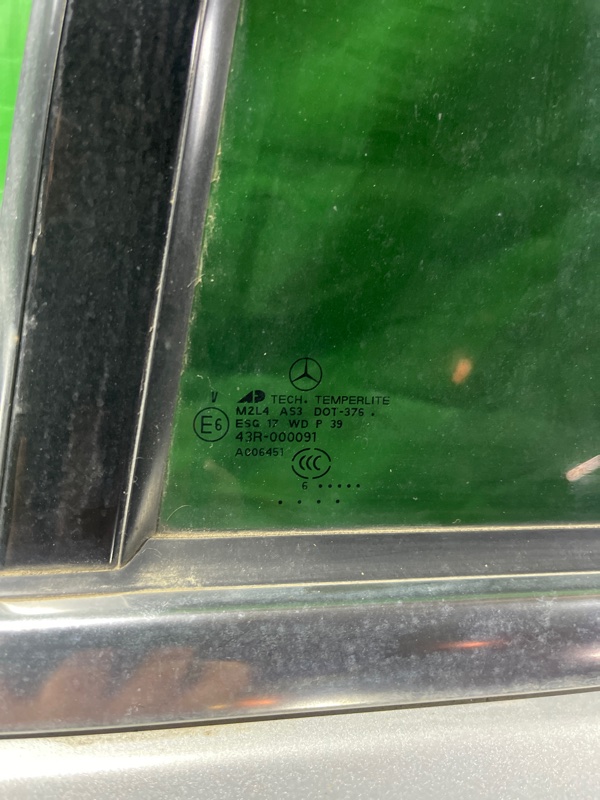 V
AP TECH. TEMPERLITE
M2L4 AS3 DOT-376 .
E6
ESG 17 WD P 39
43R-000091
AC06451
CCC
6 .....
. . . .